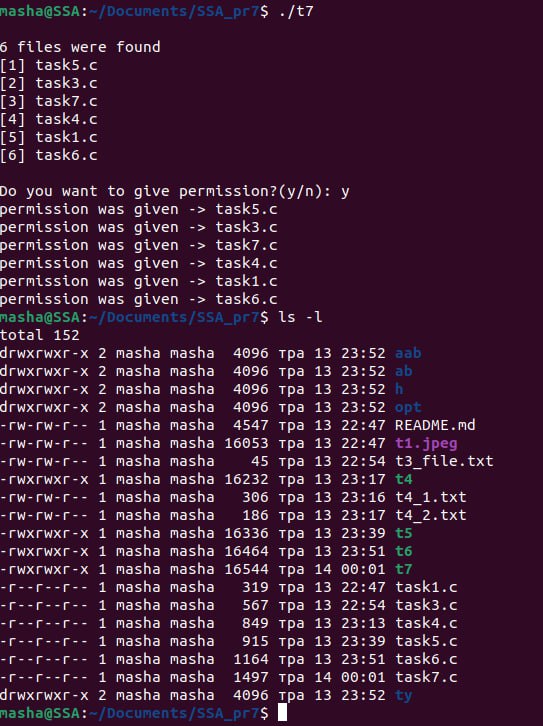 masha@SSA:~/Documents/SSA_pr7$ ./t7
6 files were found
[1] task5.c
[2] task3.c
[3] task7.c
[4] task4.c
[5] task1.c
[6] task6.c
Do you want to give permission?(y/n): y
permission was given -> task5.c
permission was given -> task3.c
permission was given -> task7.c
permission was given -> task4.c
permission was given -> task1.c
permission was given -> task6.c
masha@SSA:~/Documents/SSA_pr7$ ls -l
total 152
drwxrwxr-x 2 masha masha  4096 тра 13 23:52 aab
drwxrwxr-x 2 masha masha  4096 тра 13 23:52 ab
drwxrwxr-x 2 masha masha  4096 тра 13 23:52 h
drwxrwxr-x 2 masha masha  4096 тра 13 23:52 opt
-rw-rw-r-- 1 masha masha  4547 тра 13 22:47 README.md
-rw-rw-r-- 1 masha masha 16053 тра 13 22:47 t1.jpeg
-rw-rw-r-- 1 masha masha    45 тра 13 22:54 t3_file.txt
-rwxrwxr-x 1 masha masha 16232 тра 13 23:17 t4
-rw-rw-r-- 1 masha masha   306 тра 13 23:16 t4_1.txt
-rw-rw-r-- 1 masha masha   186 тра 13 23:17 t4_2.txt
-rwxrwxr-x 1 masha masha 16336 тра 13 23:39 t5
-rwxrwxr-x 1 masha masha 16464 тра 13 23:51 t6
-rwxrwxr-x 1 masha masha 16544 тра 14 00:01 t7
-r--r--r-- 1 masha masha   319 тра 13 22:47 task1.c
-r--r--r-- 1 masha masha   567 тра 13 22:54 task3.c
-r--r--r-- 1 masha masha   849 тра 13 23:13 task4.c
-r--r--r-- 1 masha masha   915 тра 13 23:39 task5.c
-r--r--r-- 1 masha masha  1164 тра 13 23:51 task6.c
-r--r--r-- 1 masha masha  1497 тра 14 00:01 task7.c
drwxrwxr-x 2 masha masha  4096 тра 13 23:52 ty
masha@SSA:~/Documents/SSA_pr7$